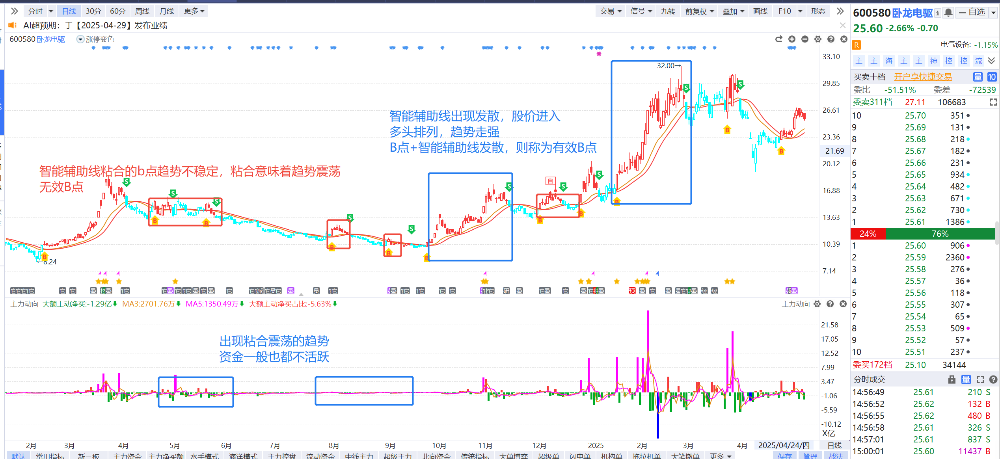 分时 日线 30分 60分 周线 月线 更多 交易 信号 九转 前复权 叠加 画线 F10 形态
AI超预期：于【2025-04-29】发布业绩
600580卧龙电驱 涨停变色
33.10
32.00→
29.85
26.61
23.36
21.69
20.12
16.88
13.63
10.39
7.14
智能辅助线出现发散，股价进入
多头排列，趋势走强
B点+智能辅助线发散，则称为有效B点
智能辅助线粘合的b点趋势不稳定，粘合意味着趋势震荡
无效B点
自
←8.24
主力动向 大额主动净买:-1.29亿 MA3:2701.76万 MA5:1350.49万 大额主动净买占比:-5.63% 主力动向
出现粘合震荡的趋势
资金一般也都不活跃
21.58
17.05
12.52
7.99
3.47
-1.06
-5.59
-10.12
X亿
2月 3月 4月 5月 6月 7月 8月 9月 10月 11月 12月 2025 2月 3月 4月 2025/04/24/四 日线
默认 常用指标 新三板 主力资金 主力净买额 水手模式 海洋模式 主力控盘 流动资金 中线主力 超级主力 北向资金 传统指标 大单博弈 超级单 闪电单 机构单 拖拉机单 大笔撤单 更多 保存 管理 战法
600580卧龙电驱 自选
25.60 -2.66% -0.70
R 电气设备: -1.15%
主 主 海 主 主 神 控 控 流
买卖十档 开户享快捷交易 量 10
委比 -51.51% 委差 -72539
委卖311档 27.11 106683
10 25.70 351
9 25.69 131
8 25.68 218
7 25.67 182
6 25.66 231
5 25.65 934
4 25.64 482
3 25.63 671
2 25.62 730
1 25.61 1386
24% 76%
1 25.60 906
2 25.59 2360
3 25.58 276
4 25.57 36
5 25.56 118
6 25.55 307
7 25.54 65
8 25.53 509
9 25.52 57
10 25.51 237
委买172档 25.10 34144
分时成交 量
14:56:49 25.61 210 S
14:56:52 25.62 132 B
14:56:55 25.62 480 B
14:56:58 25.61 326 S
14:57:01 25.61 837 S
15:00:01 25.60 11437 B